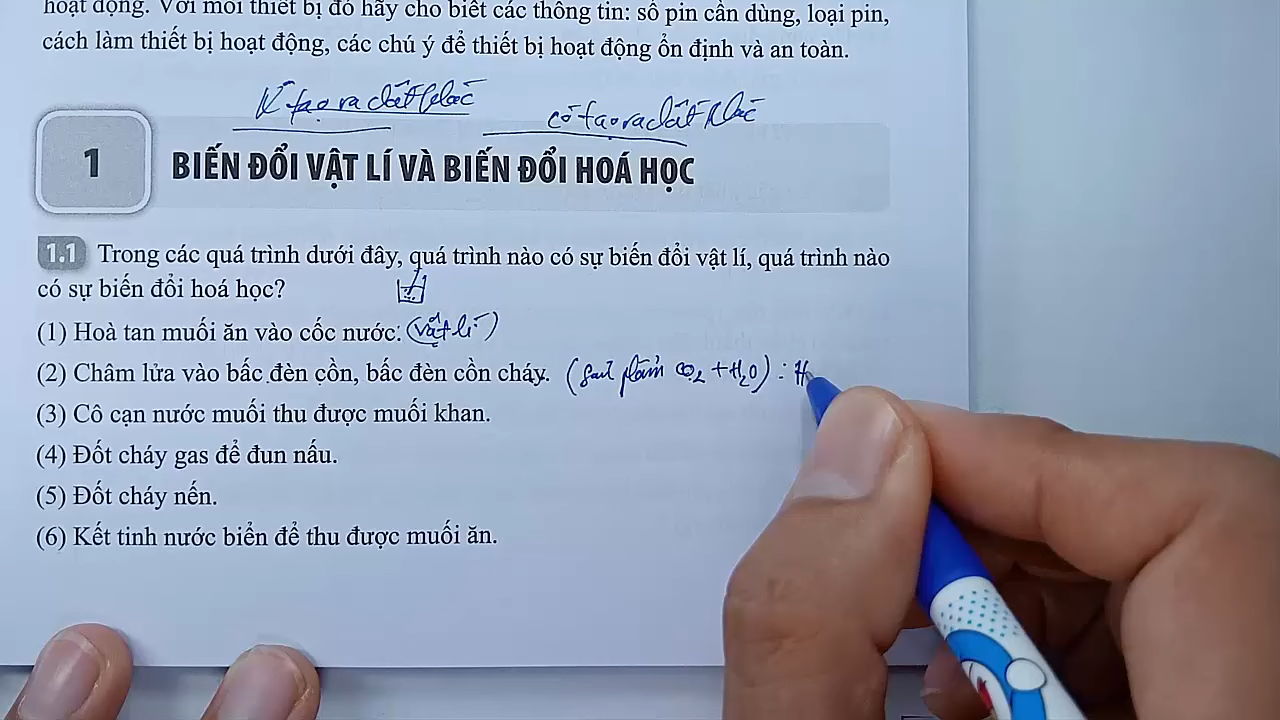 hoạt động. Với mỗi thiết bị đó hãy cho biết các thông tin: số pin cần dùng, loại pin,
cách làm thiết bị hoạt động, các chú ý để thiết bị hoạt động ổn định và an toàn.
K tạo ra chất khác
có tạo ra chất khác
1 BIẾN ĐỔI VẬT LÍ VÀ BIẾN ĐỔI HOÁ HỌC
1.1 Trong các quá trình dưới đây, quá trình nào có sự biến đổi vật lí, quá trình nào
có sự biến đổi hoá học?
(1) Hoà tan muối ăn vào cốc nước: (vật lí)
(2) Châm lửa vào bấc đèn cồn, bấc đèn cồn cháy. (sản phẩm CO2 + H2O) : H
(3) Cô cạn nước muối thu được muối khan.
(4) Đốt cháy gas để đun nấu.
(5) Đốt cháy nến.
(6) Kết tinh nước biển để thu được muối ăn.